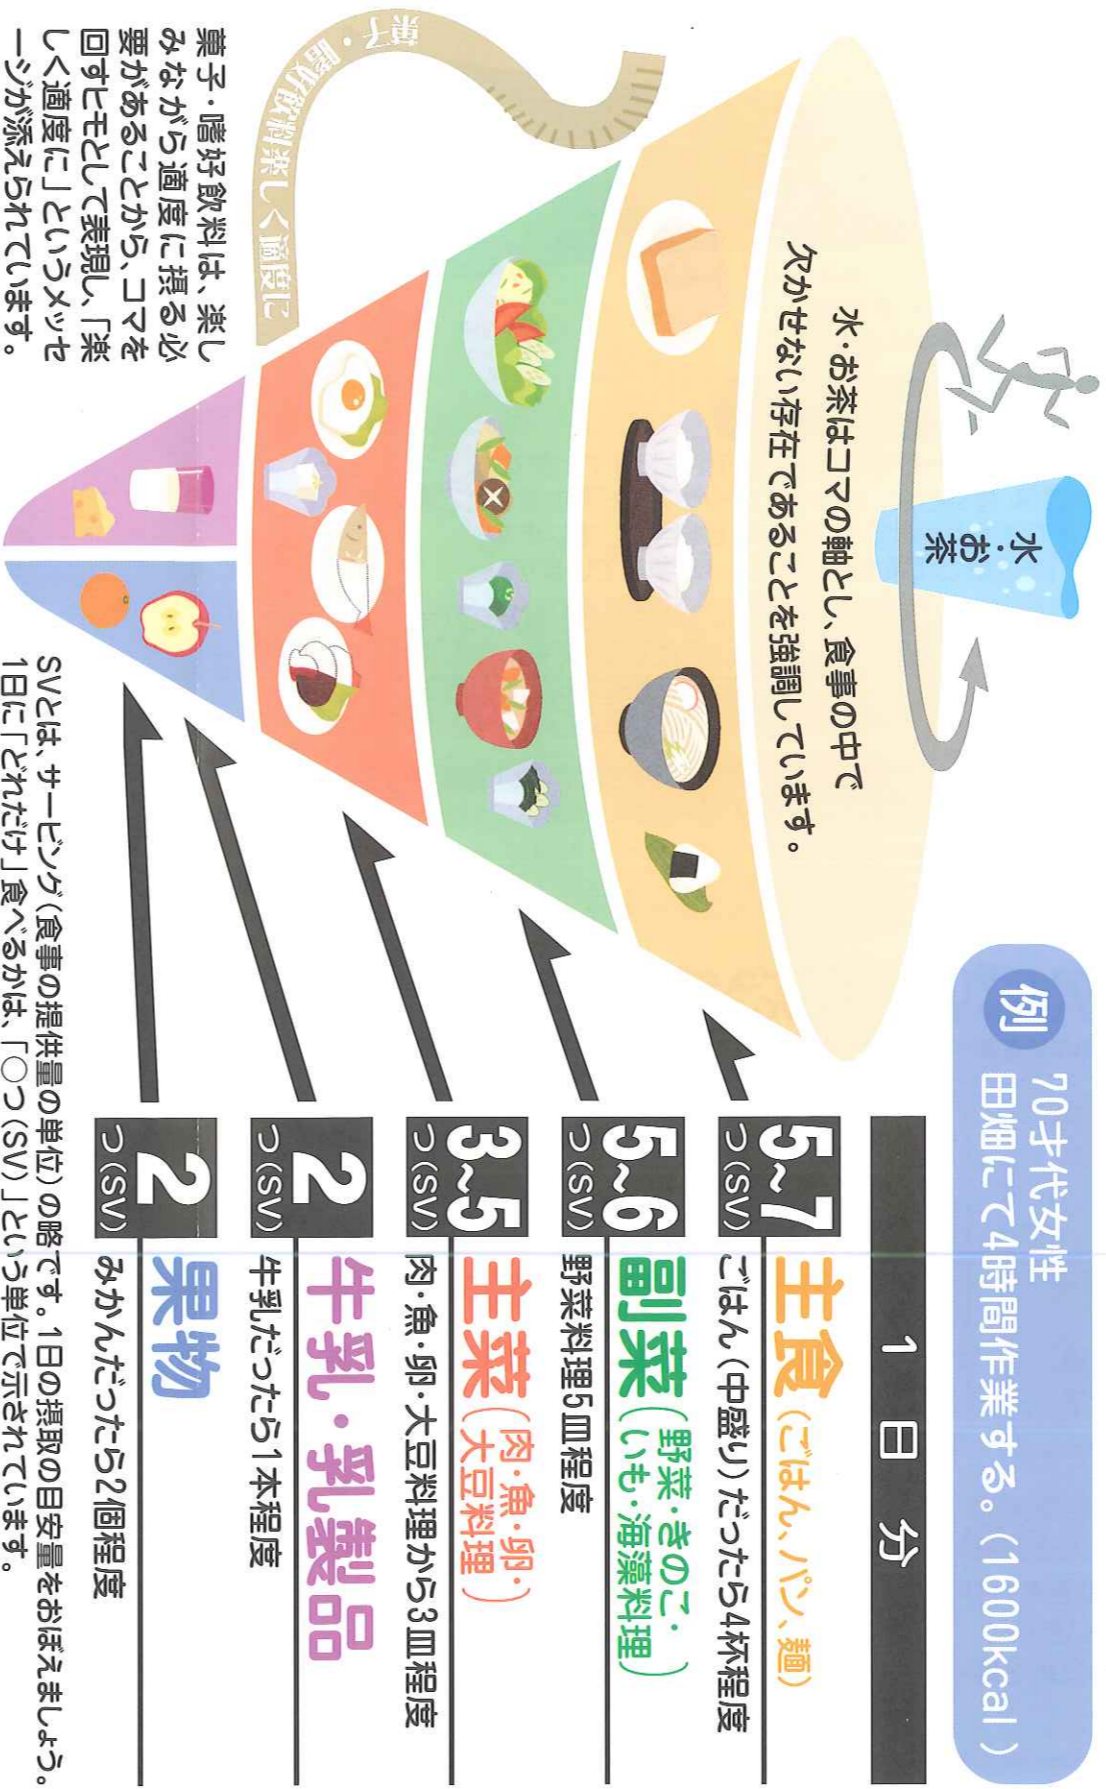 例
70才代女性
田畑にて4時間作業する。(1600kcal)
水・お茶
水・お茶はコマの軸とし、食事の中で
欠かせない存在であることを強調しています。
菓子・嗜好飲料楽しく適度に
菓子・嗜好飲料は、楽し
みながら適度に摂る必
要があることから、コマを
回すヒモとして表現し、「楽
しく適度に」というメッセ
ージが添えられています。
1日分
5~7
つ(SV)
主食(ごはん、パン、麺)
ごはん(中盛り)だったら4杯程度
5~6
つ(SV)
副菜(野菜・きのこ・
いも・海藻料理)
野菜料理5皿程度
3~5
つ(SV)
主菜(肉・魚・卵・
大豆料理)
肉・魚・卵・大豆料理から3皿程度
2
つ(SV)
牛乳・乳製品
牛乳だったら1本程度
2
つ(SV)
果物
みかんだったら2個程度
SVとは、サービング(食事の提供量の単位)の略です。1日の摂取の目安量をおぼえましょう。
1日に「どれだけ」食べるかは、「○つ(SV)」という単位で示されています。